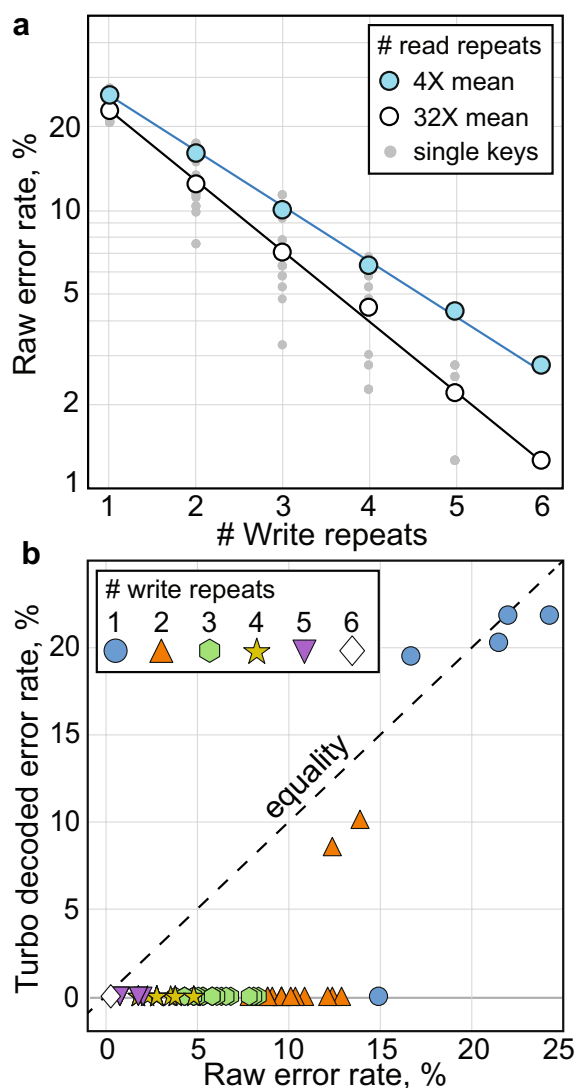 a
# read repeats
4X mean
32X mean
single keys
Raw error rate, %
20
10
5
2
1
1 2 3 4 5 6
# Write repeats
b
# write repeats
1 2 3 4 5 6
equality
Turbo decoded error rate, %
20
15
10
5
0
0 5 10 15 20 25
Raw error rate, %